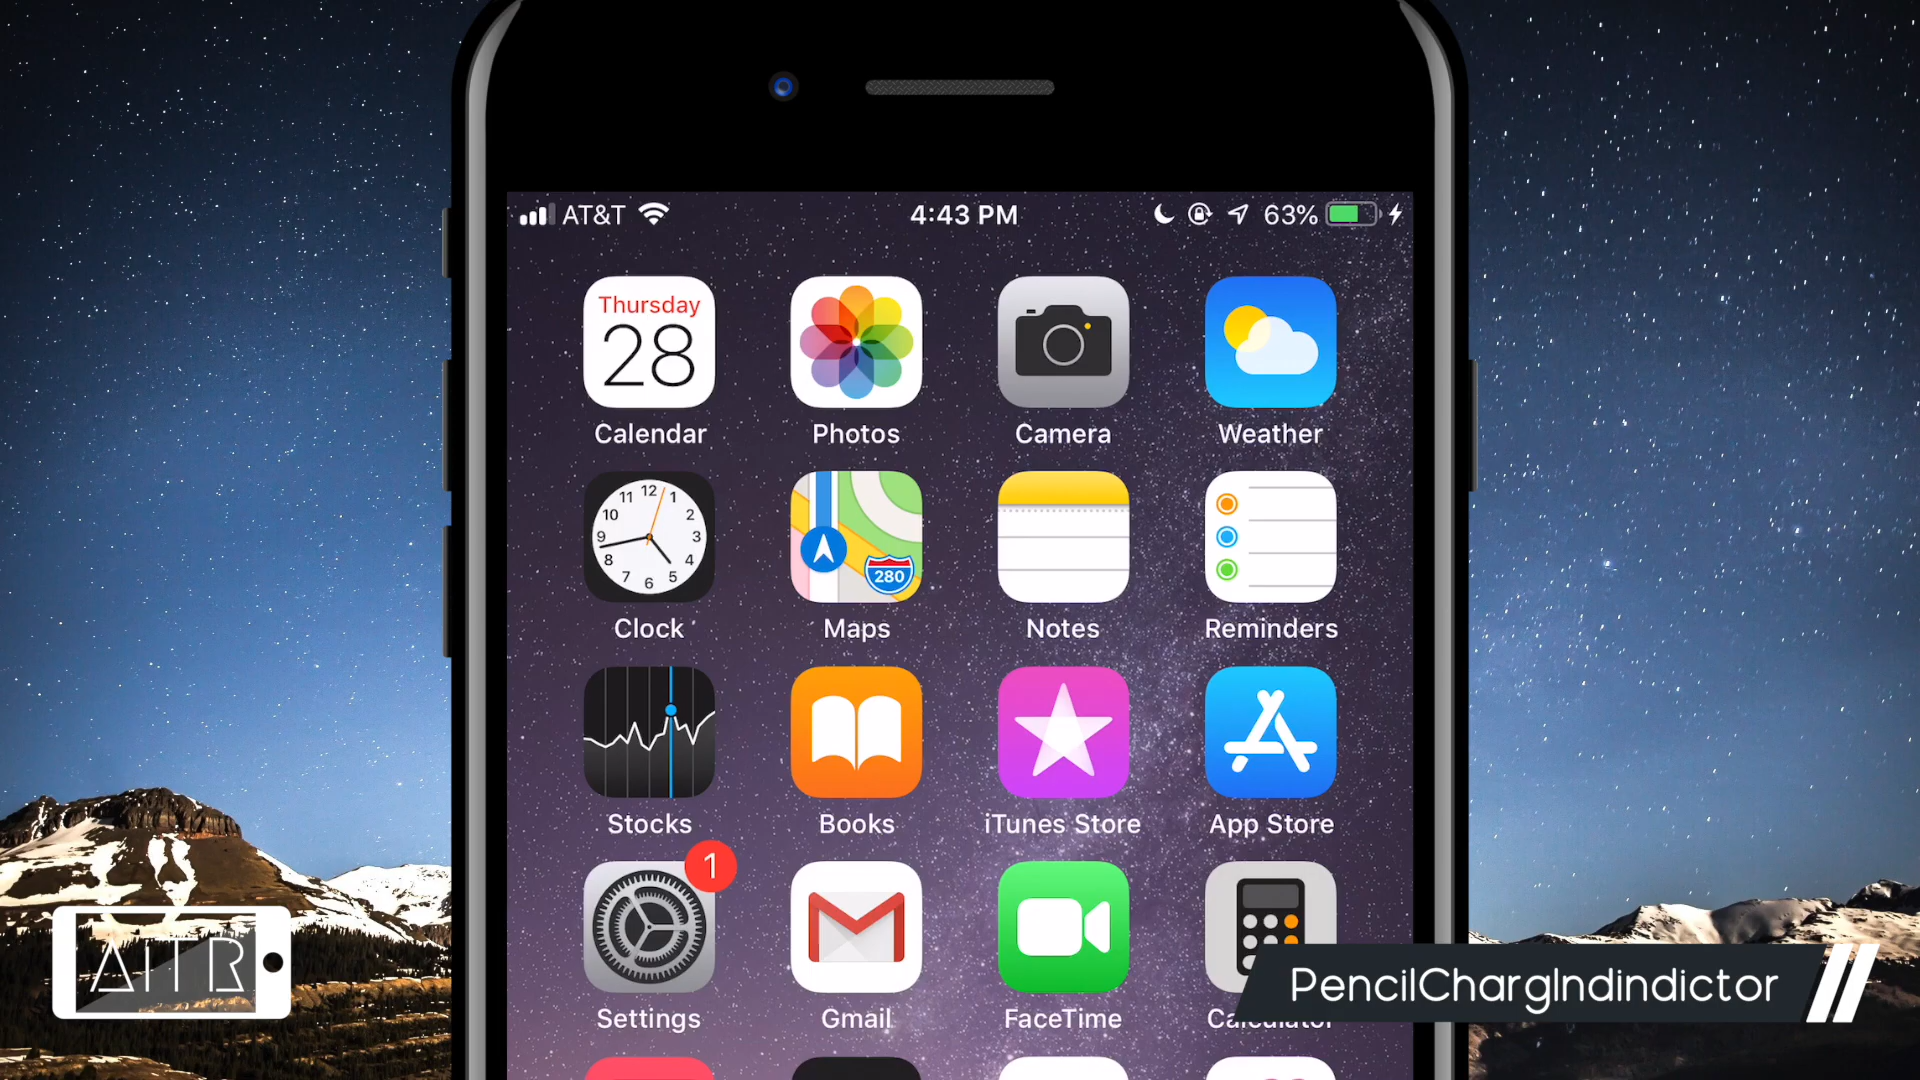 AT&T 4:43 PM 63%
Thursday
28
Calendar Photos Camera Weather
12 1 2 3 4 5 6 7 8 9 10 11
280
Clock Maps Notes Reminders
Stocks Books iTunes Store App Store
1
Settings Gmail FaceTime Calculator
AITR
PencilChargIndindictor